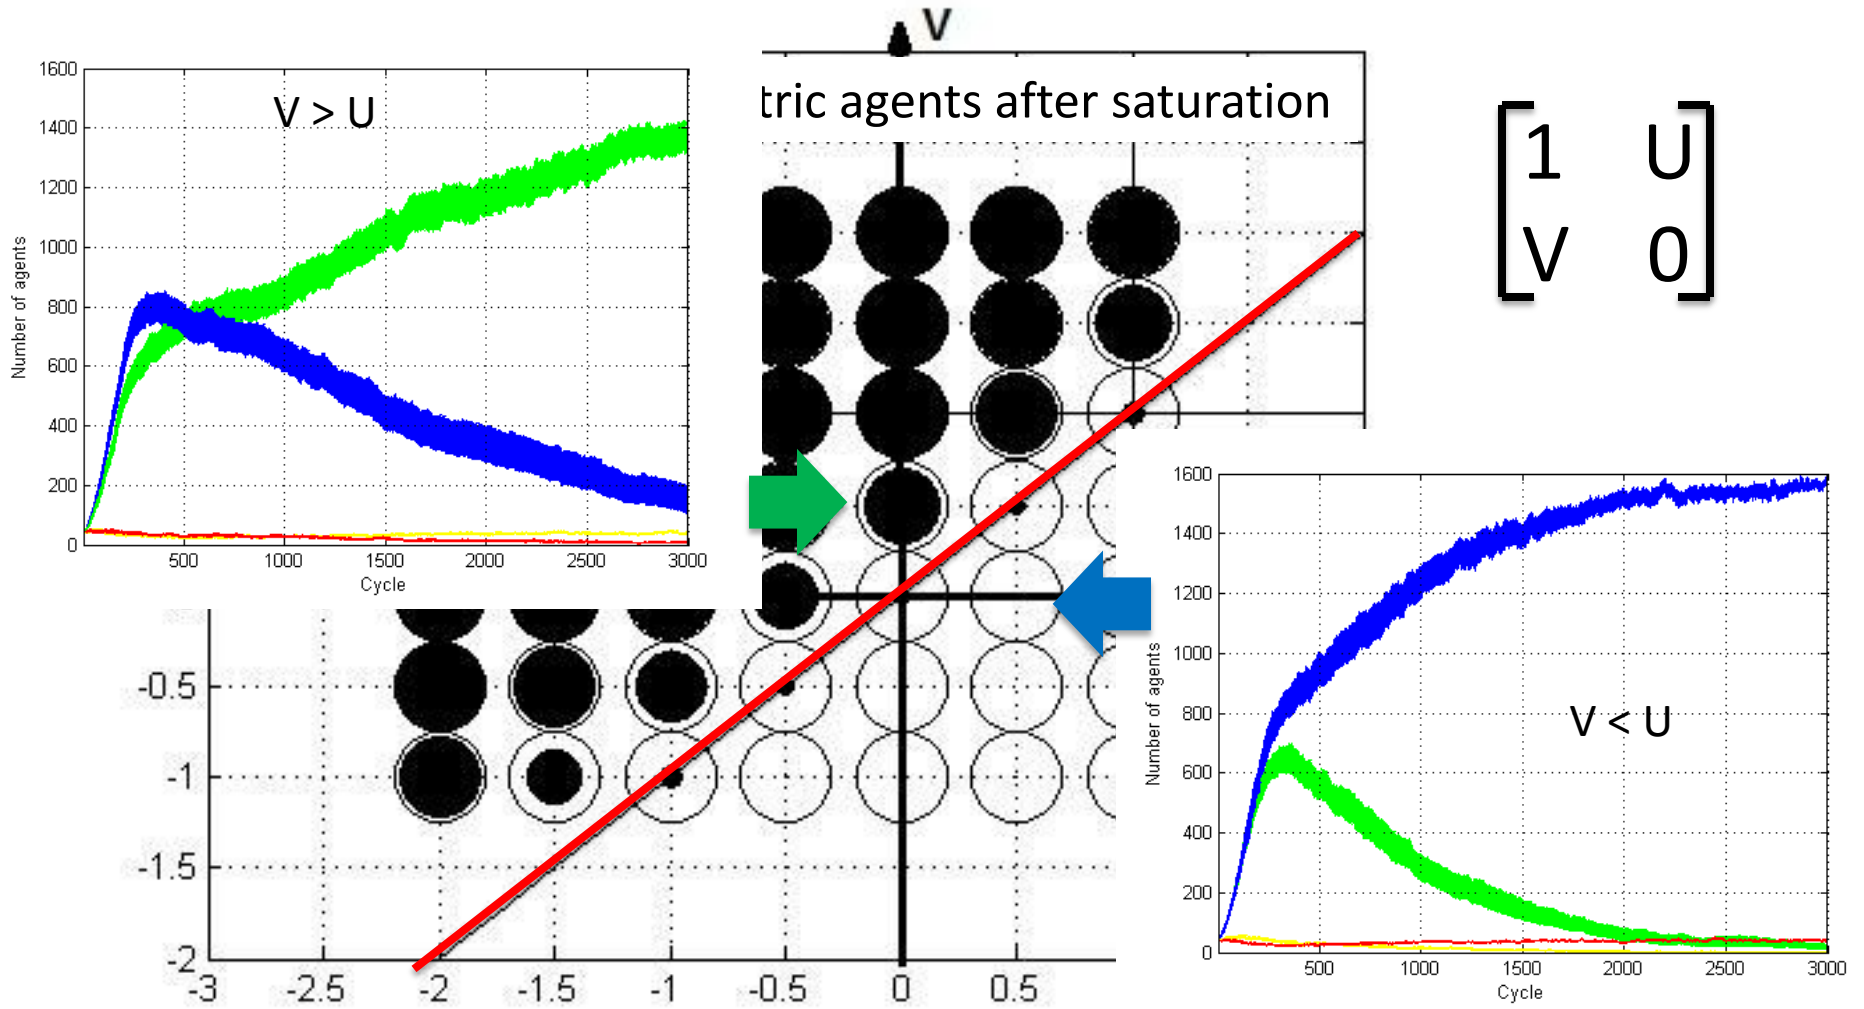 V
tric agents after saturation
1 U
V 0
V > U
1600
1400
1200
1000
800
600
400
200
0
Number of agents
500 1000 1500 2000 2500 3000
Cycle
-0.5
-1
-1.5
-2
-3 -2.5 -2 -1.5 -1 -0.5 0 0.5
V < U
1600
1400
1200
1000
800
600
400
200
0
Number of agents
500 1000 1500 2000 2500 3000
Cycle